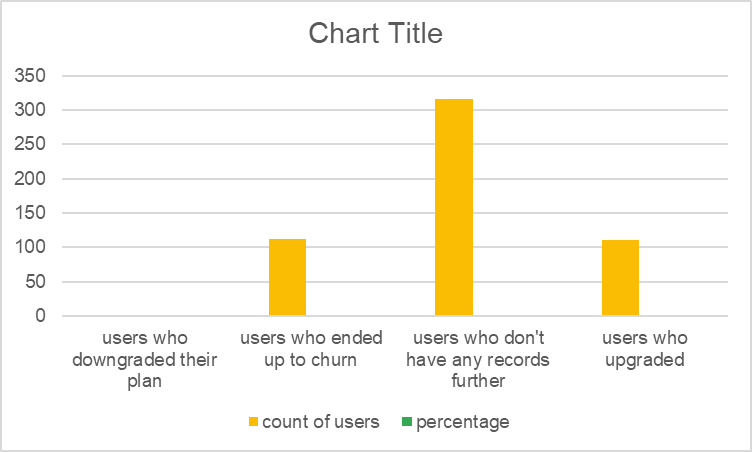 Chart Title
350
300
250
200
150
100
50
0
users who
downgraded their
plan
users who ended
up to churn
users who don't
have any records
further
users who
upgraded
count of users
percentage